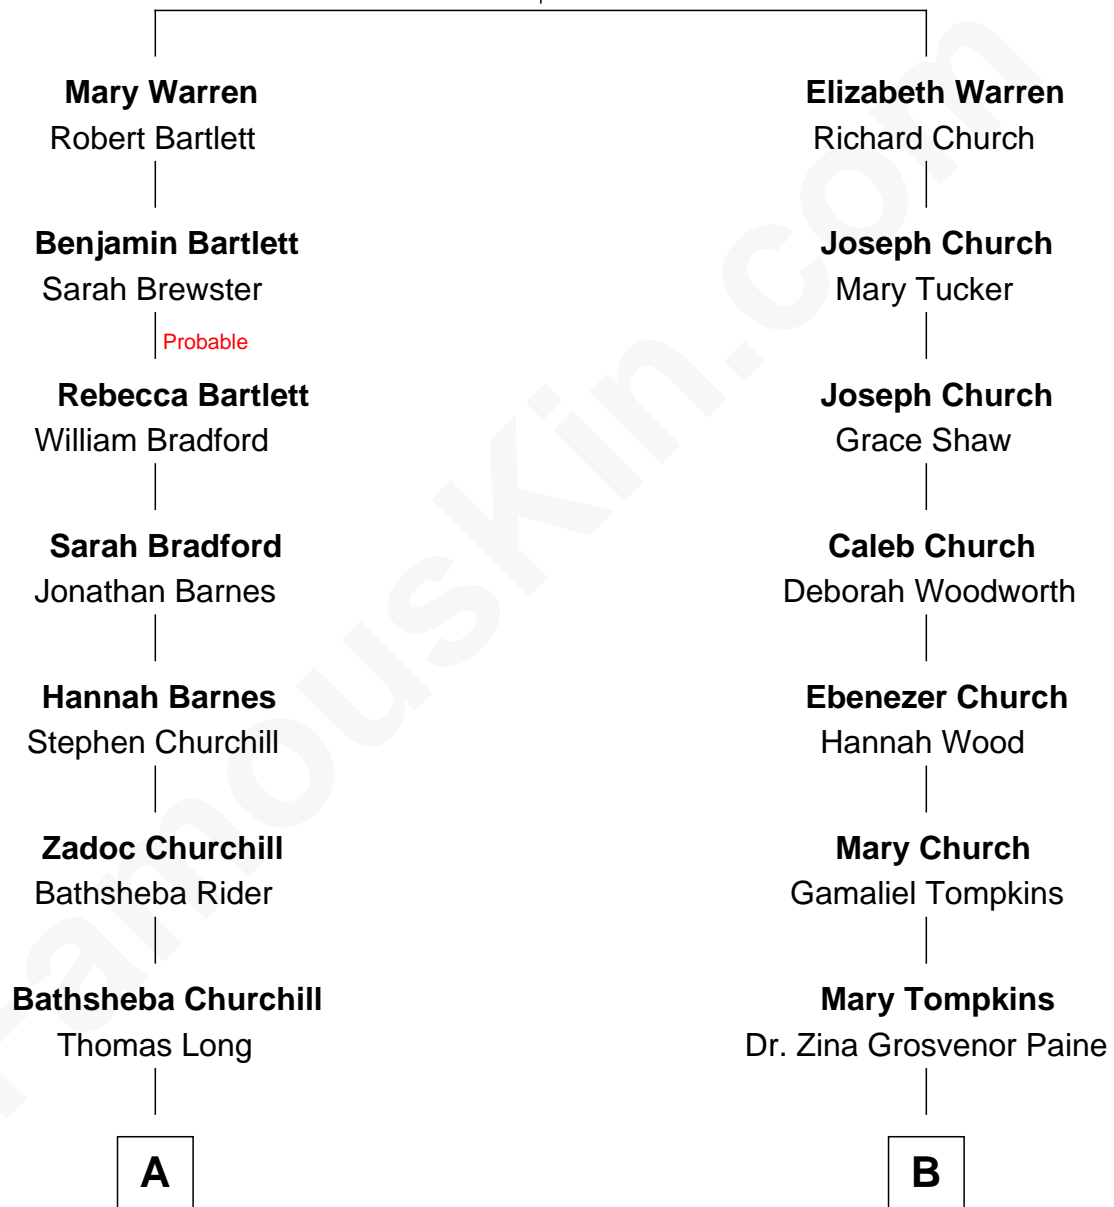 Mary Warren
Robert Bartlett
Elizabeth Warren
Richard Church
Benjamin Bartlett
Sarah Brewster
Joseph Church
Mary Tucker
Probable
Rebecca Bartlett
William Bradford
Joseph Church
Grace Shaw
Sarah Bradford
Jonathan Barnes
Caleb Church
Deborah Woodworth
Hannah Barnes
Stephen Churchill
Ebenezer Church
Hannah Wood
Zadoc Churchill
Bathsheba Rider
Mary Church
Gamaliel Tompkins
Bathsheba Churchill
Thomas Long
Mary Tompkins
Dr. Zina Grosvenor Paine
A
B
FamousKin.com